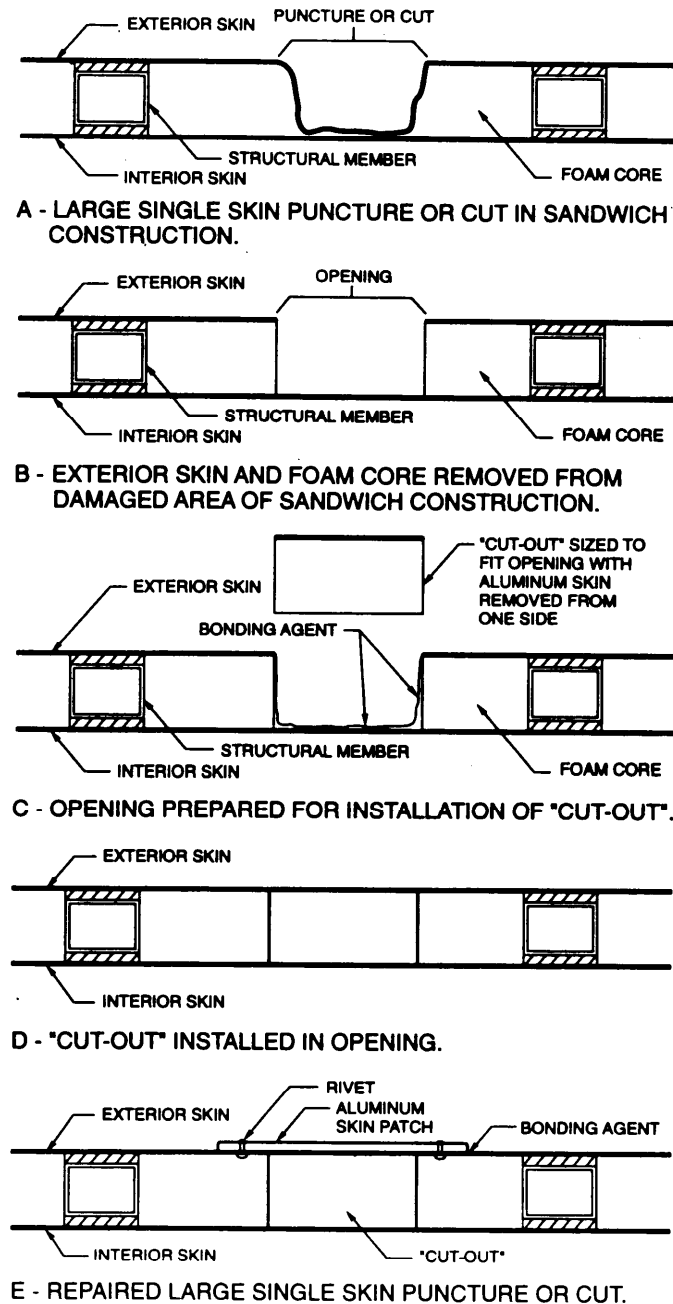 PUNCTURE OR CUT
EXTERIOR SKIN
STRUCTURAL MEMBER
INTERIOR SKIN
FOAM CORE
A - LARGE SINGLE SKIN PUNCTURE OR CUT IN SANDWICH
CONSTRUCTION.
EXTERIOR SKIN
OPENING
STRUCTURAL MEMBER
INTERIOR SKIN
FOAM CORE
B - EXTERIOR SKIN AND FOAM CORE REMOVED FROM
DAMAGED AREA OF SANDWICH CONSTRUCTION.
"CUT-OUT" SIZED TO
FIT OPENING WITH
ALUMINUM SKIN
REMOVED FROM
ONE SIDE
EXTERIOR SKIN
BONDING AGENT
STRUCTURAL MEMBER
INTERIOR SKIN
FOAM CORE
C - OPENING PREPARED FOR INSTALLATION OF "CUT-OUT".
EXTERIOR SKIN
INTERIOR SKIN
D - "CUT-OUT" INSTALLED IN OPENING.
RIVET
EXTERIOR SKIN
ALUMINUM
SKIN PATCH
BONDING AGENT
INTERIOR SKIN
"CUT-OUT"
E - REPAIRED LARGE SINGLE SKIN PUNCTURE OR CUT.